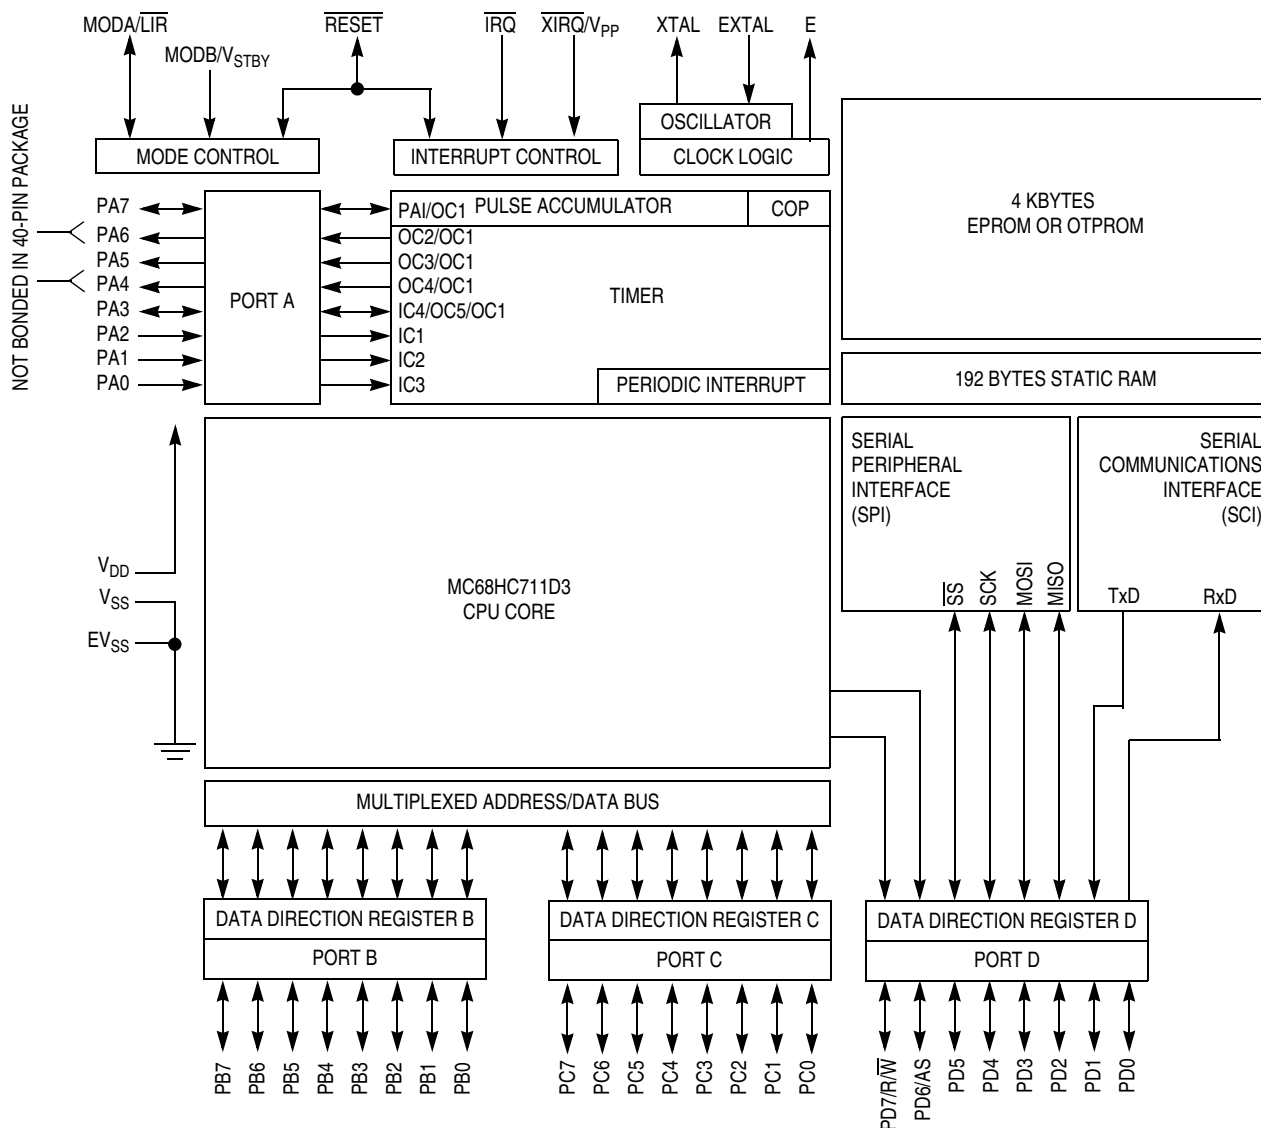 MODA/L̅I̅R̅
MODB/VSTBY
R̅E̅S̅E̅T̅
I̅R̅Q̅
X̅I̅R̅Q̅/VPP
XTAL
EXTAL
E
MODE CONTROL
INTERRUPT CONTROL
OSCILLATOR
CLOCK LOGIC
4 KBYTES
EPROM OR OTPROM
192 BYTES STATIC RAM
NOT BONDED IN 40-PIN PACKAGE
PA7
PA6
PA5
PA4
PA3
PA2
PA1
PA0
PORT A
PAI/OC1
OC2/OC1
OC3/OC1
OC4/OC1
IC4/OC5/OC1
IC1
IC2
IC3
PULSE ACCUMULATOR
COP
TIMER
PERIODIC INTERRUPT
VDD
VSS
EVSS
MC68HC711D3
CPU CORE
SERIAL
PERIPHERAL
INTERFACE
(SPI)
S̅S̅
SCK
MOSI
MISO
SERIAL
COMMUNICATIONS
INTERFACE
(SCI)
TxD
RxD
MULTIPLEXED ADDRESS/DATA BUS
DATA DIRECTION REGISTER B
PORT B
PB7
PB6
PB5
PB4
PB3
PB2
PB1
PB0
DATA DIRECTION REGISTER C
PORT C
PC7
PC6
PC5
PC4
PC3
PC2
PC1
PC0
DATA DIRECTION REGISTER D
PORT D
PD7/R/W̅
PD6/AS
PD5
PD4
PD3
PD2
PD1
PD0